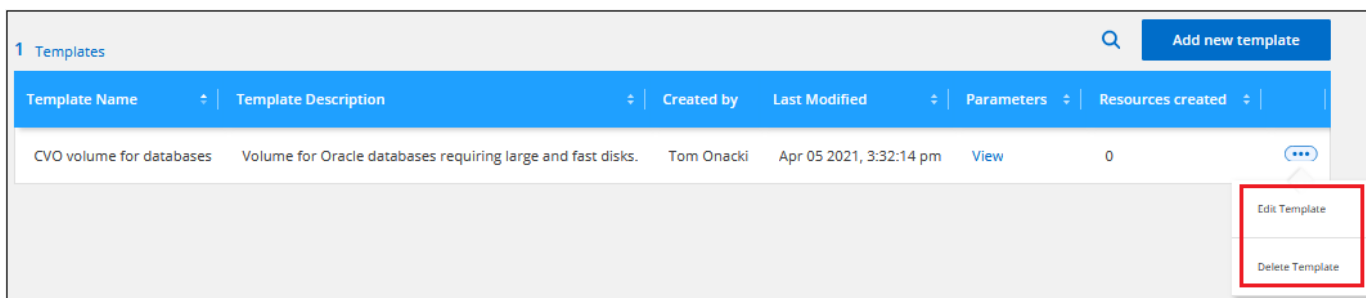 1 Templates
Add new template
Template Name Template Description Created by Last Modified Parameters Resources created
CVO volume for databases Volume for Oracle databases requiring large and fast disks. Tom Onacki Apr 05 2021, 3:32:14 pm View 0
Edit Template
Delete Template